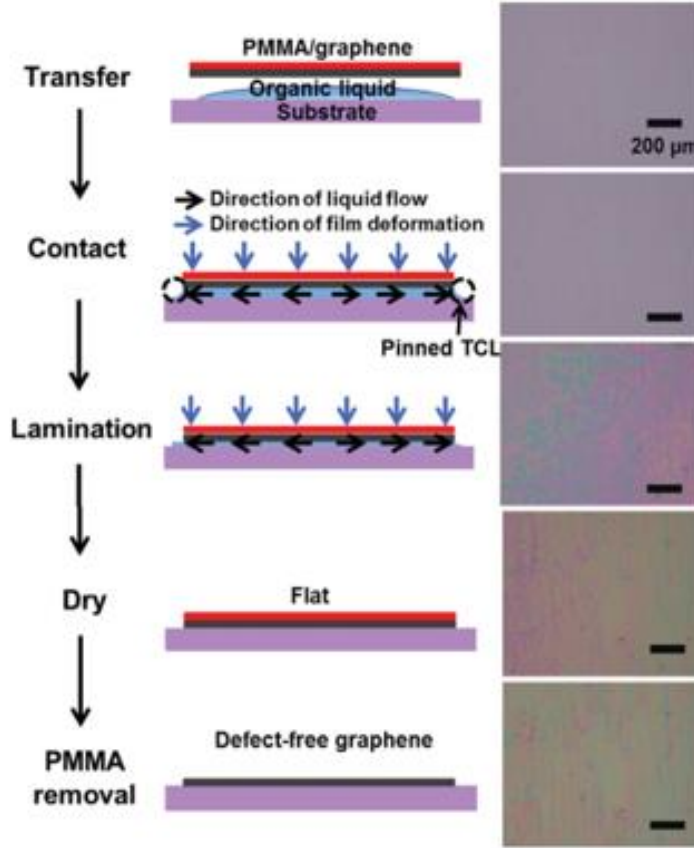 Transfer
PMMA/graphene
Organic liquid
Substrate
200 µm
Direction of liquid flow
Direction of film deformation
Contact
Pinned TCL
Lamination
Dry
Flat
PMMA
removal
Defect-free graphene